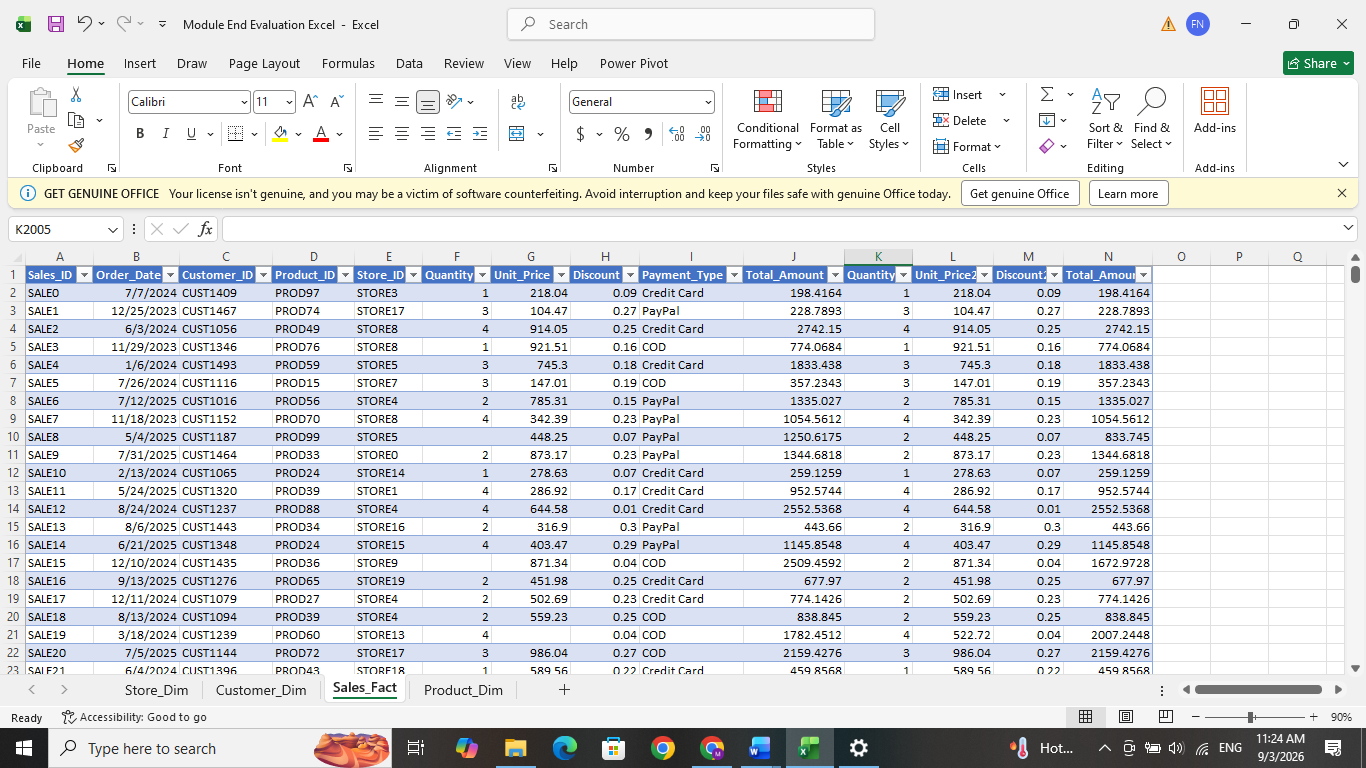 Module End Evaluation Excel - Excel
Search
FN
File Home Insert Draw Page Layout Formulas Data Review View Help Power Pivot
Share
Paste
Clipboard
Calibri 11
B I U
Font
Alignment
General
$ % 9 .00 .00
Number
Conditional Formatting
Format as Table
Cell Styles
Styles
Insert
Delete
Format
Cells
Sort & Filter
Find & Select
Editing
Add-ins
Add-ins
GET GENUINE OFFICE Your license isn't genuine, and you may be a victim of software counterfeiting. Avoid interruption and keep your files safe with genuine Office today. Get genuine Office Learn more
K2005 fx
A B C D E F G H I J K L M N O P Q
1 Sales_ID Order_Date Customer_ID Product_ID Store_ID Quantity Unit_Price Discount Payment_Type Total_Amount Quantity Unit_Price2 Discount2 Total_Amou
2 SALE0 7/7/2024 CUST1409 PROD97 STORE3 1 218.04 0.09 Credit Card 198.4164 1 218.04 0.09 198.4164
3 SALE1 12/25/2023 CUST1467 PROD74 STORE17 3 104.47 0.27 PayPal 228.7893 3 104.47 0.27 228.7893
4 SALE2 6/3/2024 CUST1056 PROD49 STORE8 4 914.05 0.25 Credit Card 2742.15 4 914.05 0.25 2742.15
5 SALE3 11/29/2023 CUST1346 PROD76 STORE8 1 921.51 0.16 COD 774.0684 1 921.51 0.16 774.0684
6 SALE4 1/6/2024 CUST1493 PROD59 STORE5 3 745.3 0.18 Credit Card 1833.438 3 745.3 0.18 1833.438
7 SALE5 7/26/2024 CUST1116 PROD15 STORE7 3 147.01 0.19 COD 357.2343 3 147.01 0.19 357.2343
8 SALE6 7/12/2025 CUST1016 PROD56 STORE4 2 785.31 0.15 PayPal 1335.027 2 785.31 0.15 1335.027
9 SALE7 11/18/2023 CUST1152 PROD70 STORE8 4 342.39 0.23 PayPal 1054.5612 4 342.39 0.23 1054.5612
10 SALE8 5/4/2025 CUST1187 PROD99 STORE5 448.25 0.07 PayPal 1250.6175 2 448.25 0.07 833.745
11 SALE9 7/31/2025 CUST1464 PROD33 STORE0 2 873.17 0.23 PayPal 1344.6818 2 873.17 0.23 1344.6818
12 SALE10 2/13/2024 CUST1065 PROD24 STORE14 1 278.63 0.07 Credit Card 259.1259 1 278.63 0.07 259.1259
13 SALE11 5/24/2025 CUST1320 PROD39 STORE1 4 286.92 0.17 Credit Card 952.5744 4 286.92 0.17 952.5744
14 SALE12 8/24/2024 CUST1237 PROD88 STORE4 4 644.58 0.01 Credit Card 2552.5368 4 644.58 0.01 2552.5368
15 SALE13 8/6/2025 CUST1443 PROD34 STORE16 2 316.9 0.3 PayPal 443.66 2 316.9 0.3 443.66
16 SALE14 6/21/2025 CUST1348 PROD24 STORE15 4 403.47 0.29 PayPal 1145.8548 4 403.47 0.29 1145.8548
17 SALE15 12/10/2024 CUST1435 PROD36 STORE9 871.34 0.04 COD 2509.4592 2 871.34 0.04 1672.9728
18 SALE16 9/13/2025 CUST1276 PROD65 STORE19 2 451.98 0.25 Credit Card 677.97 2 451.98 0.25 677.97
19 SALE17 12/11/2024 CUST1079 PROD27 STORE4 2 502.69 0.23 Credit Card 774.1426 2 502.69 0.23 774.1426
20 SALE18 8/13/2024 CUST1094 PROD39 STORE4 2 559.23 0.25 COD 838.845 2 559.23 0.25 838.845
21 SALE19 3/18/2024 CUST1239 PROD60 STORE13 4 0.04 COD 1782.4512 4 522.72 0.04 2007.2448
22 SALE20 7/5/2025 CUST1144 PROD72 STORE17 3 986.04 0.27 COD 2159.4276 3 986.04 0.27 2159.4276
23 SALE21 6/4/2024 CUST1396 PROD43 STORE18 1 589.56 0.22 Credit Card 459.8568 1 589.56 0.22 459.8568
Store_Dim Customer_Dim Sales_Fact Product_Dim
Ready Accessibility: Good to go 90%
Type here to search
Hot... ENG 11:24 AM
9/3/2026